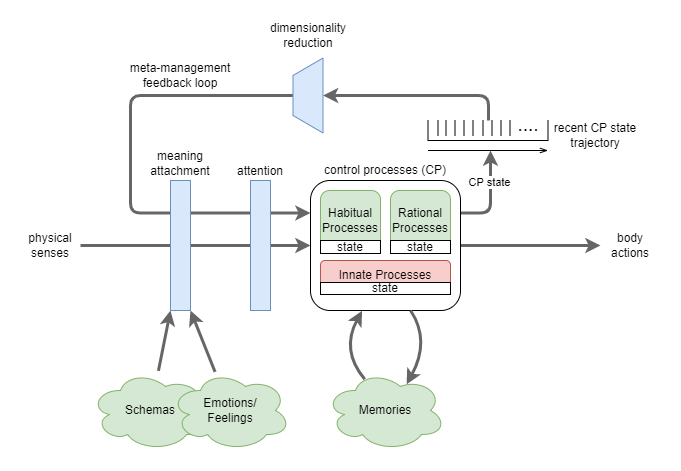 dimensionality
reduction
meta-management
feedback loop
recent CP state
trajectory
meaning
attachment
attention
control processes (CP)
CP state
Habitual
Processes
state
Rational
Processes
state
physical
senses
body
actions
Innate Processes
state
Schemas
Emotions/
Feelings
Memories